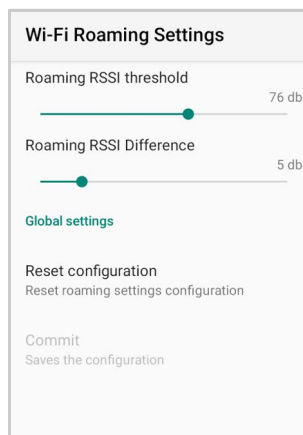 Wi-Fi Roaming Settings
Roaming RSSI threshold
76 db
Roaming RSSI Difference
5 db
Global settings
Reset configuration
Reset roaming settings configuration
Commit
Saves the configuration